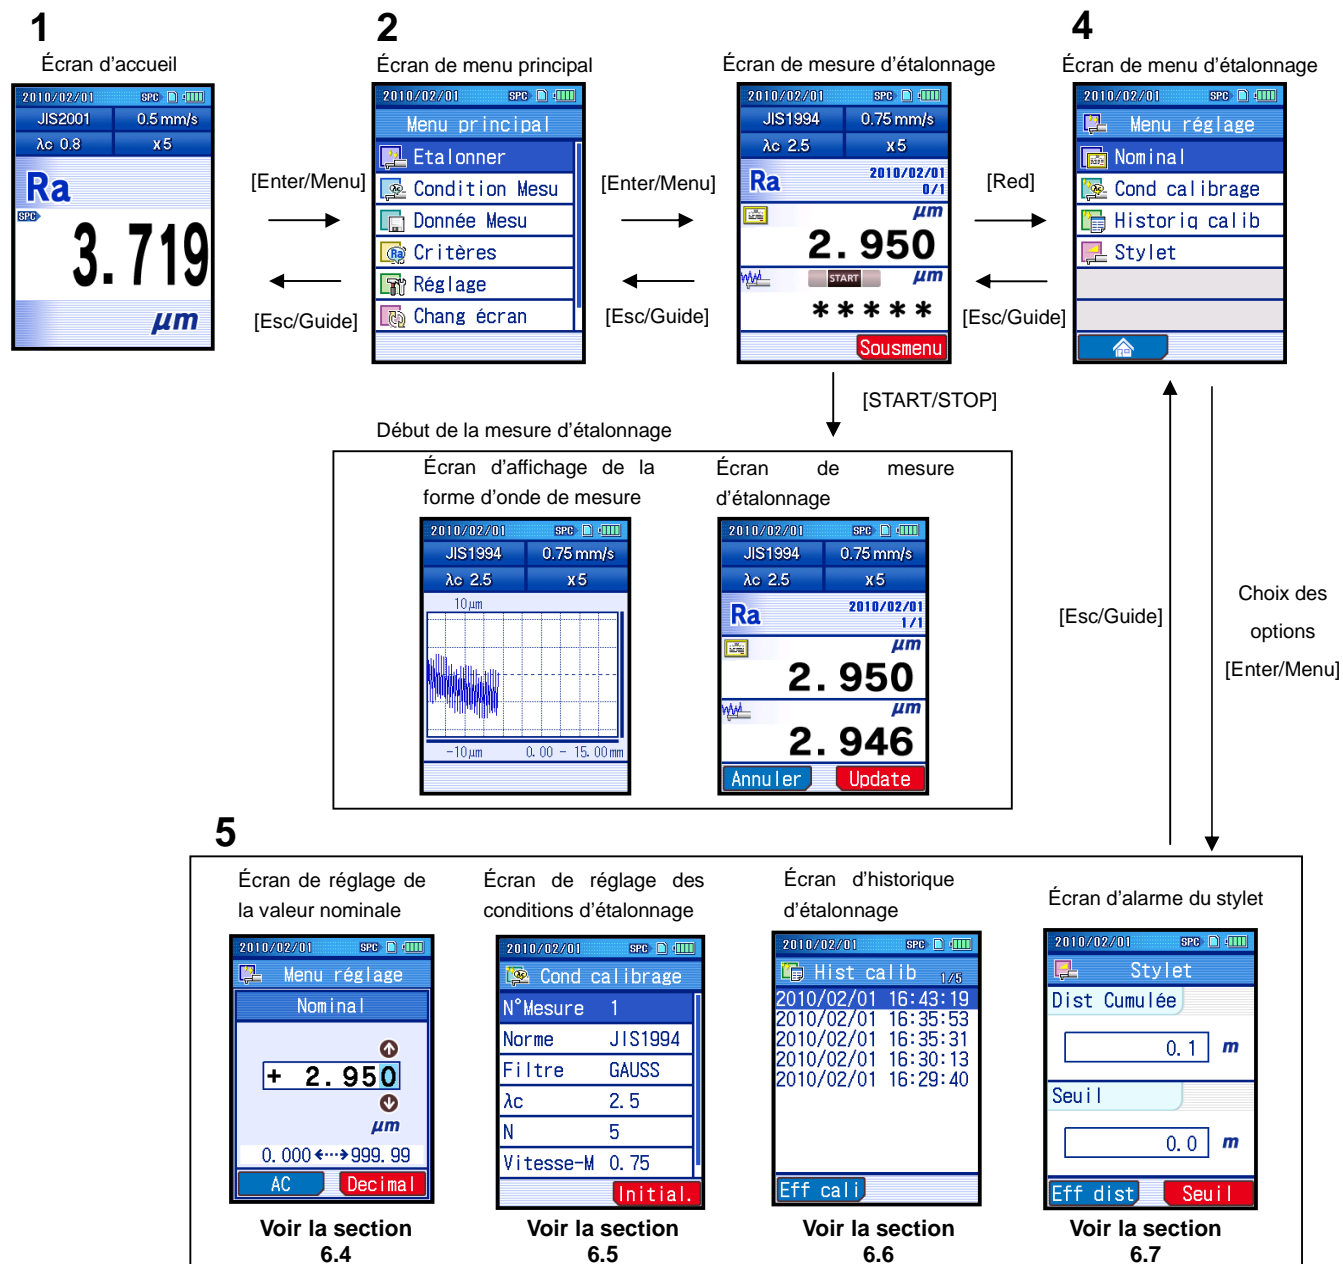 1
Écran d'accueil
2010/02/01 SPC
JIS2001 0.5 mm/s
λc 0.8 x5
Ra
SPC
3.719
µm
[Enter/Menu]
[Esc/Guide]
2
Écran de menu principal
2010/02/01 SPC
Menu principal
Etalonner
Condition Mesu
Donnée Mesu
Critères
Réglage
Chang écran
[Enter/Menu]
[Esc/Guide]
Écran de mesure d'étalonnage
2010/02/01 SPC
JIS1994 0.75 mm/s
λc 2.5 x5
Ra
2010/02/01
0/1
µm
2.950
START µm
*****
Sousmenu
[Red]
[Esc/Guide]
4
Écran de menu d'étalonnage
2010/02/01 SPC
Menu réglage
Nominal
Cond calibrage
Historiq calib
Stylet
[START/STOP]
Début de la mesure d'étalonnage
Écran d'affichage de la
forme d'onde de mesure
2010/02/01 SPC
JIS1994 0.75 mm/s
λc 2.5 x5
10µm
-10µm 0.00 - 15.00mm
Écran de mesure
d'étalonnage
2010/02/01 SPC
JIS1994 0.75 mm/s
λc 2.5 x5
Ra
2010/02/01
1/1
µm
2.950
µm
2.946
Annuler Update
[Esc/Guide]
Choix des
options
[Enter/Menu]
5
Écran de réglage de
la valeur nominale
2010/02/01 SPC
Menu réglage
Nominal
+ 2.950
µm
0.000 999.99
AC Decimal
Voir la section
6.4
Écran de réglage des
conditions d'étalonnage
2010/02/01 SPC
Cond calibrage
N°Mesure 1
Norme JIS1994
Filtre GAUSS
λc 2.5
N 5
Vitesse-M 0.75
Initial.
Voir la section
6.5
Écran d'historique
d'étalonnage
2010/02/01 SPC
Hist calib 1/5
2010/02/01 16:43:19
2010/02/01 16:35:53
2010/02/01 16:35:31
2010/02/01 16:30:13
2010/02/01 16:29:40
Eff cali
Voir la section
6.6
Écran d'alarme du stylet
2010/02/01 SPC
Stylet
Dist Cumulée
0.1 m
Seuil
0.0 m
Eff dist Seuil
Voir la section
6.7